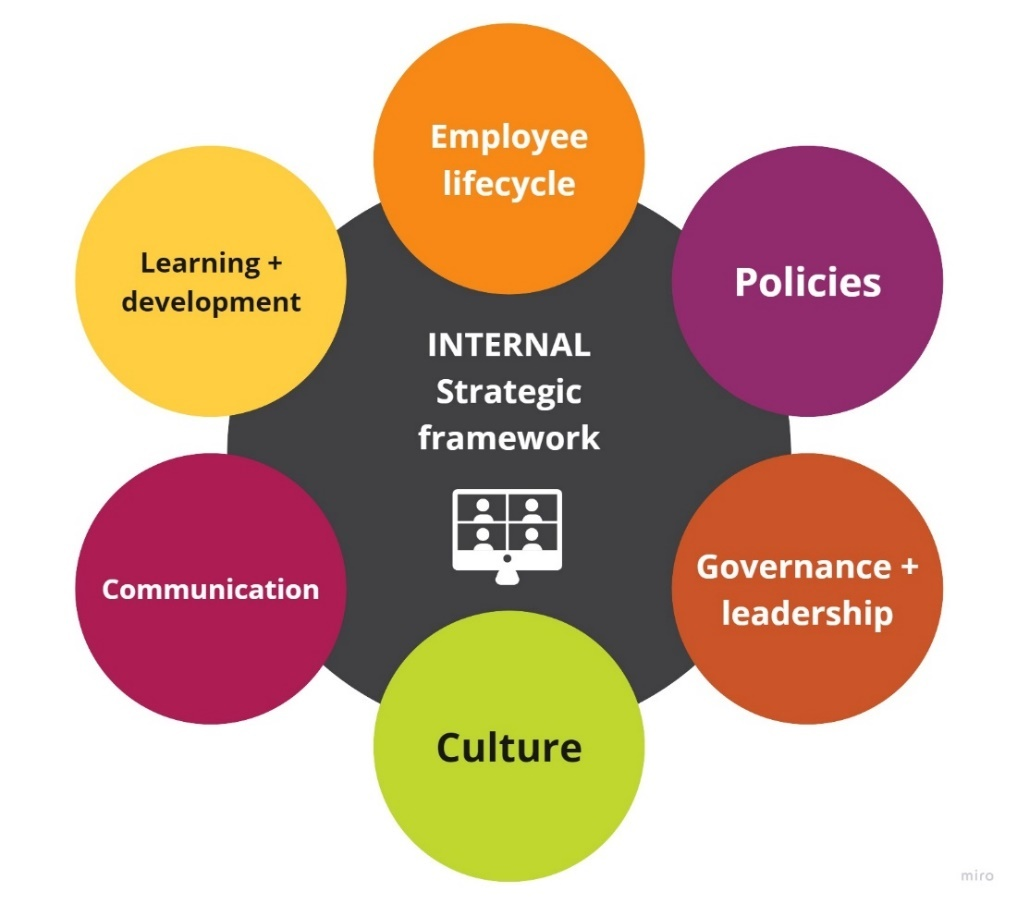 Employee
lifecycle
Policies
Learning +
development
INTERNAL
Strategic
framework
Governance +
leadership
Communication
Culture
miro